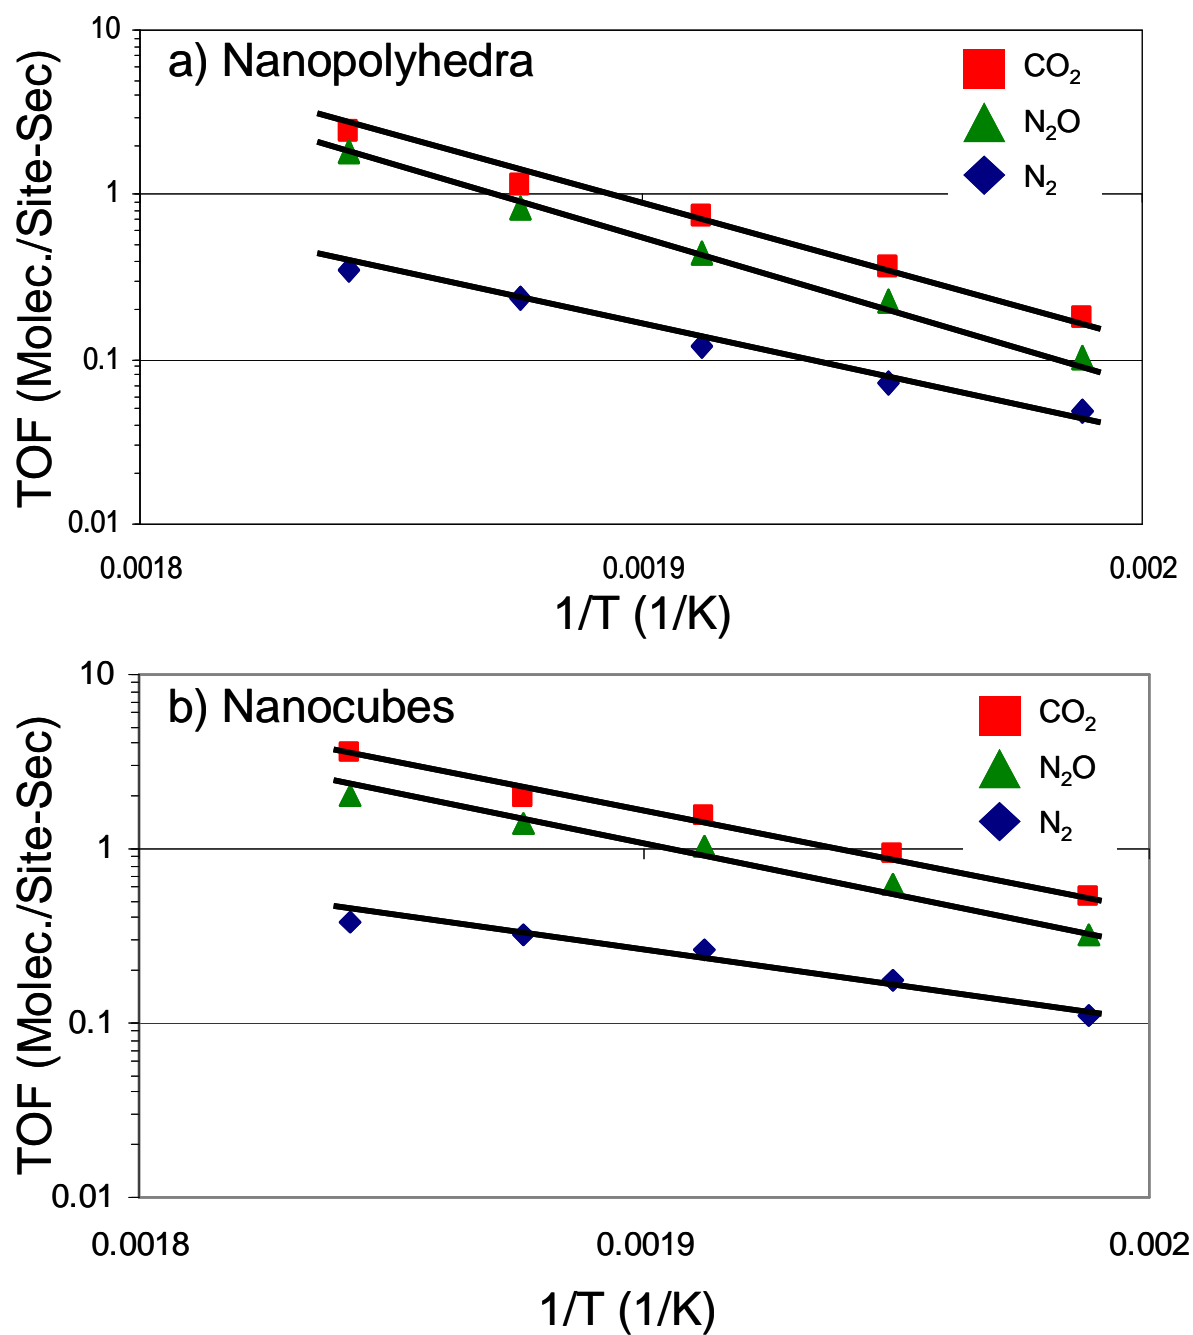 a) Nanopolyhedra
CO₂
N₂O
N₂
TOF (Molec./Site-Sec)
10
1
0.1
0.01
0.0018
0.0019
0.002
1/T (1/K)
b) Nanocubes
CO₂
N₂O
N₂
TOF (Molec./Site-Sec)
10
1
0.1
0.01
0.0018
0.0019
0.002
1/T (1/K)